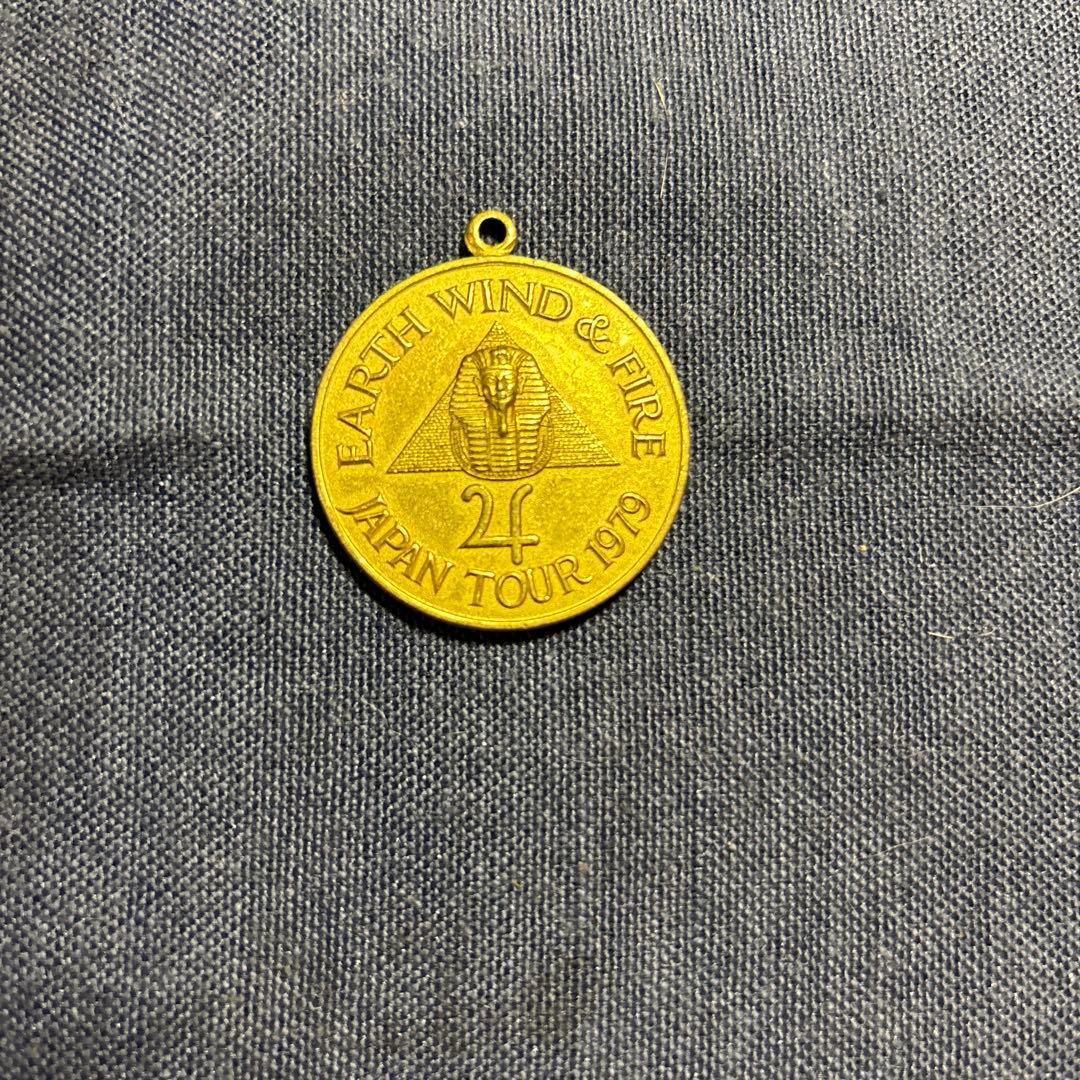 EARTH WIND & FIRE
♃
JAPAN TOUR 1979